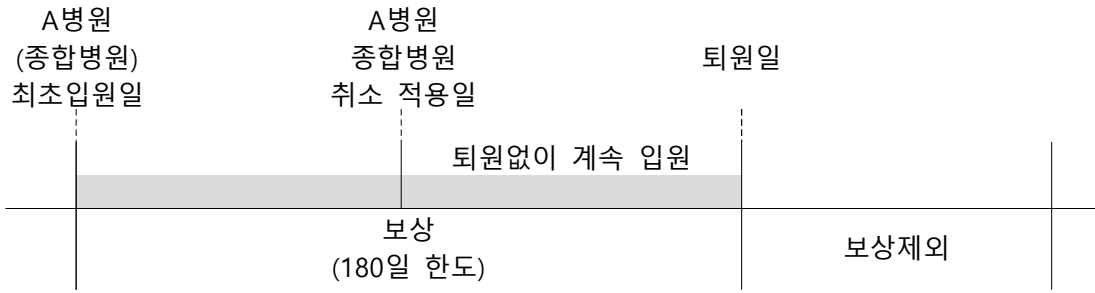 A병원
(종합병원)
최초입원일
A병원
종합병원
취소 적용일
퇴원일
퇴원없이 계속 입원
보상
(180일 한도)
보상제외